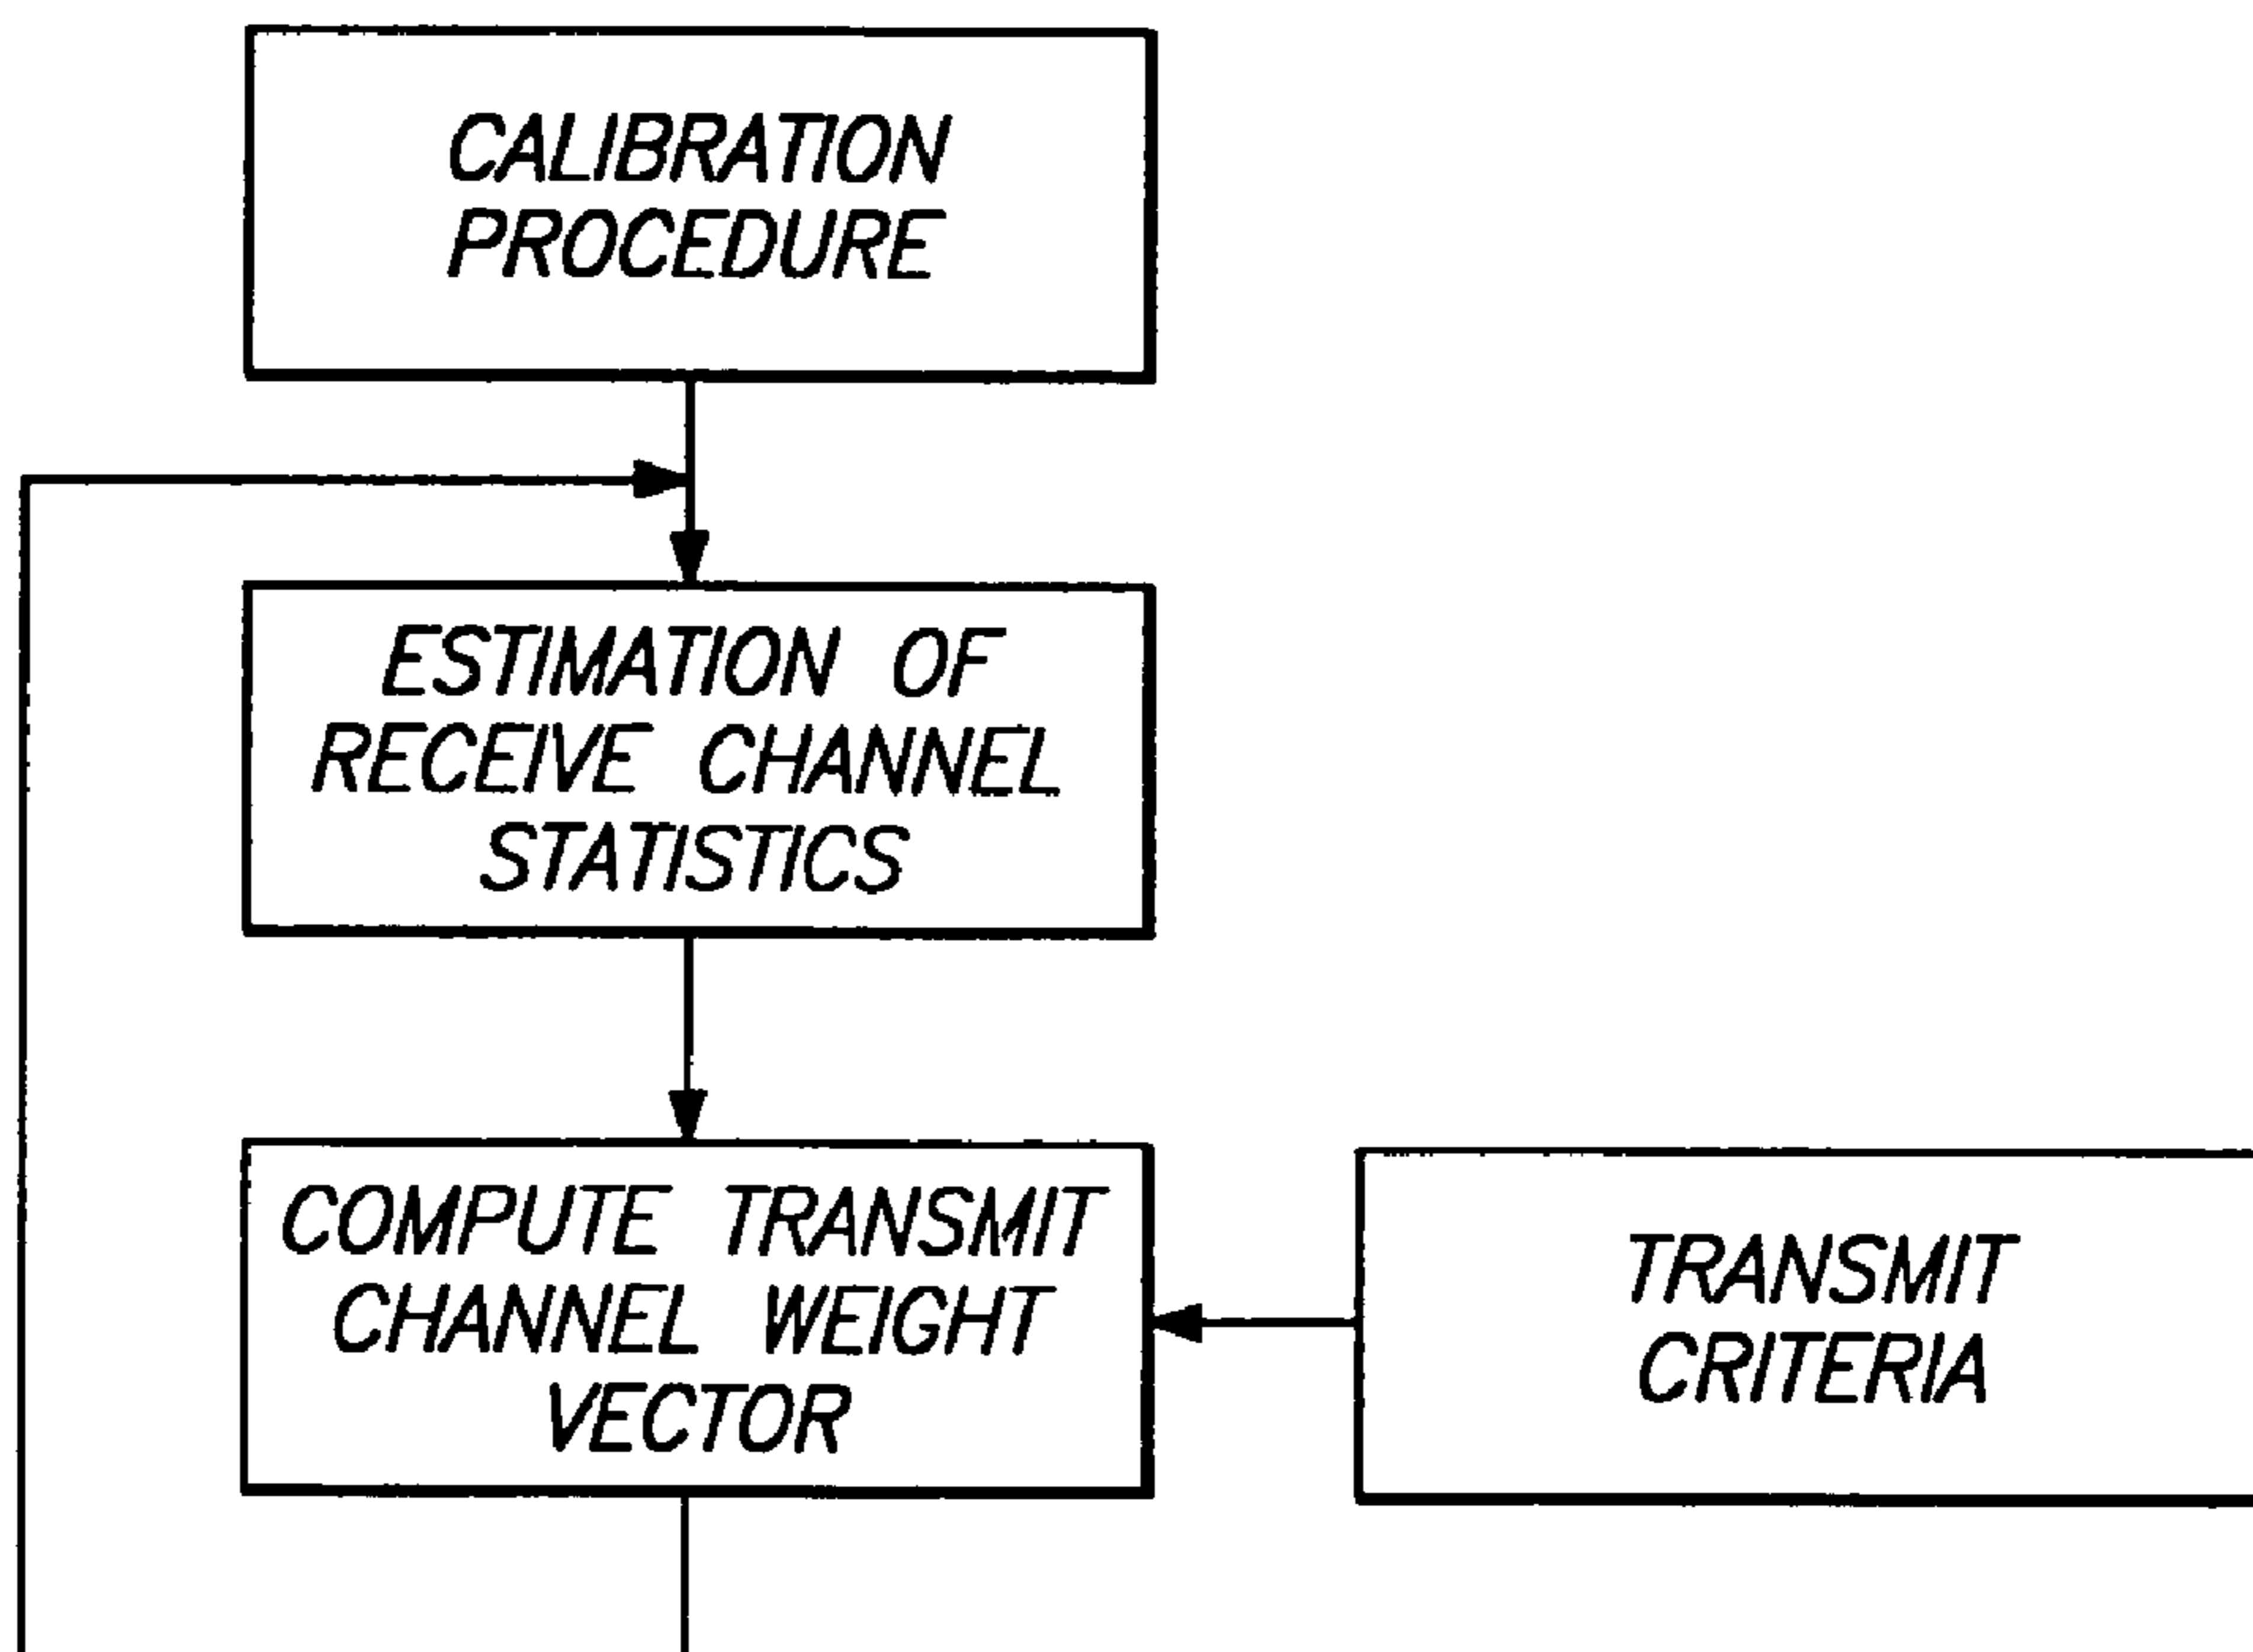 CALIBRATION
PROCEDURE
ESTIMATION OF
RECEIVE CHANNEL
STATISTICS
COMPUTE TRANSMIT
CHANNEL WEIGHT
VECTOR
TRANSMIT
CRITERIA